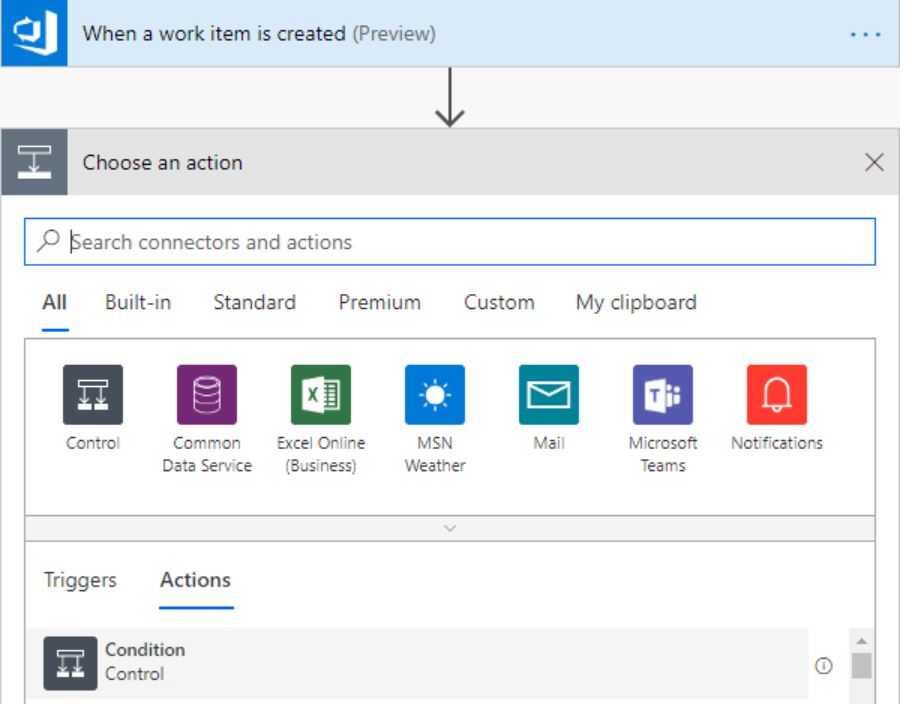 When a work item is created (Preview)
Choose an action
Search connectors and actions
All Built-in Standard Premium Custom My clipboard
Control Common Data Service Excel Online (Business) MSN Weather Mail Microsoft Teams Notifications
Triggers Actions
Condition
Control